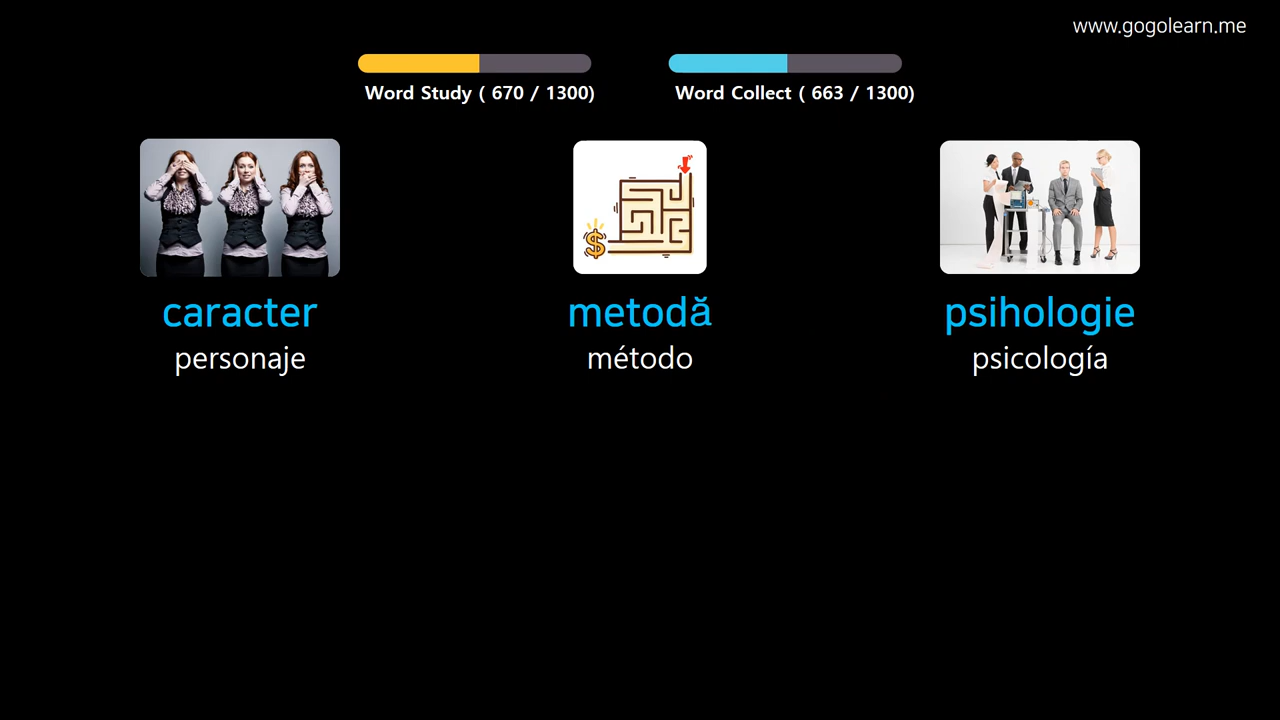 www.gogolearn.me
Word Study ( 670 / 1300)
Word Collect ( 663 / 1300)
caracter
metodă
psihologie
personaje
método
psicología